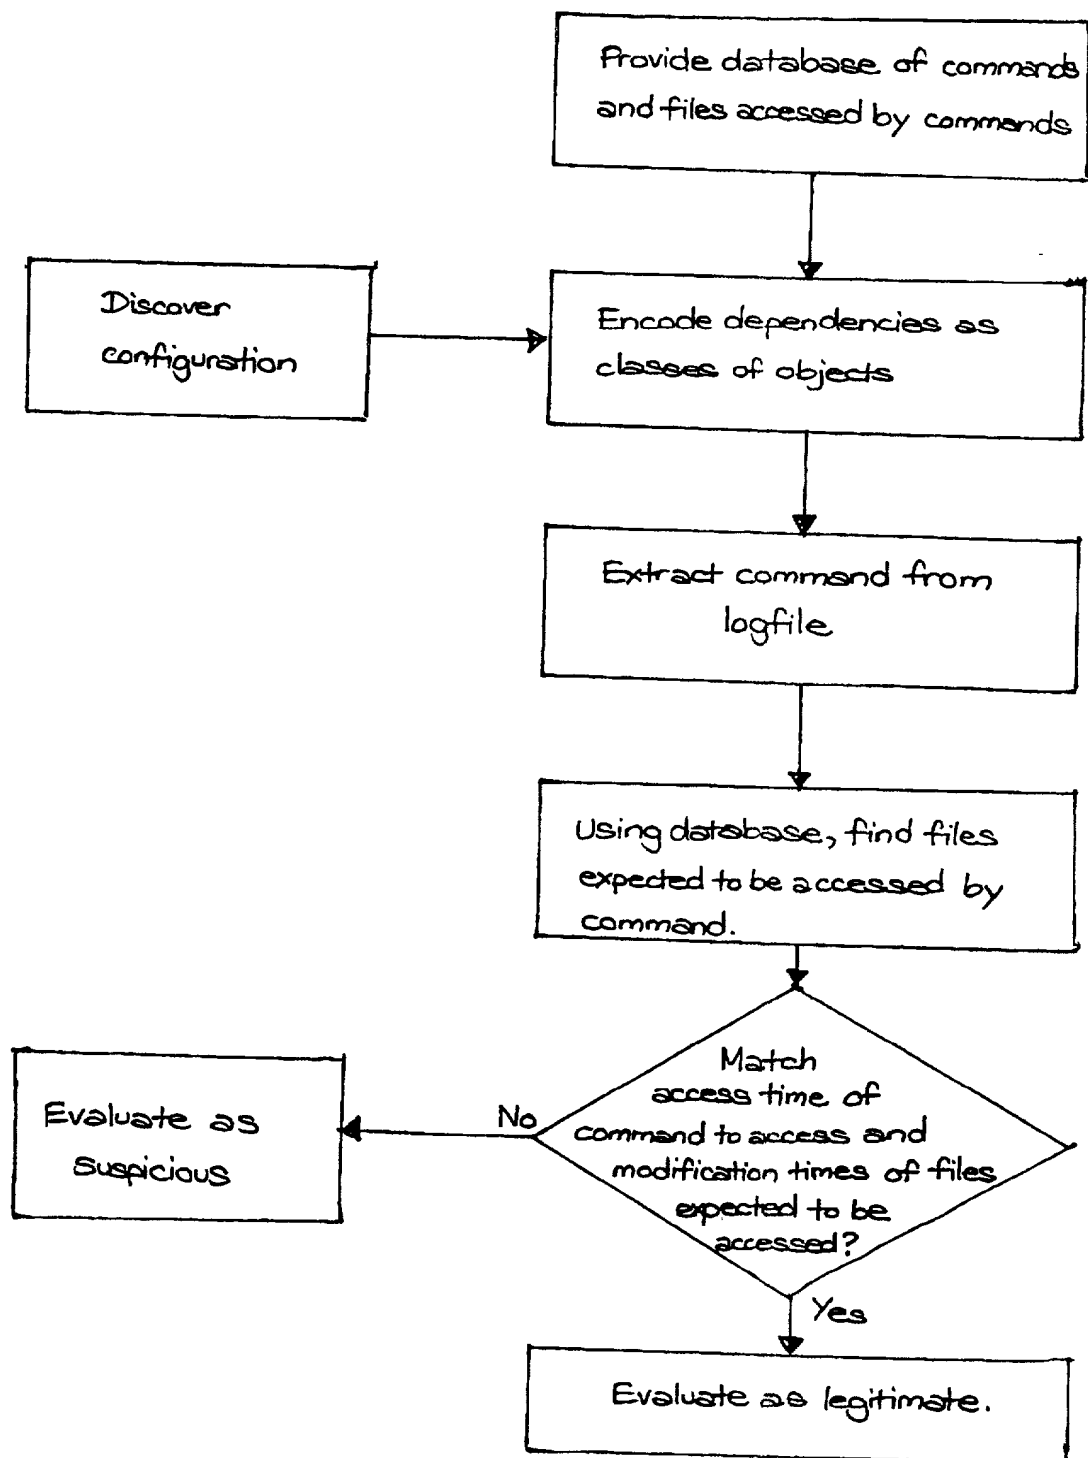 Provide database of commands
and files accessed by commands
Discover
configuration
Encode dependencies as
classes of objects
Extract command from
logfile
Using database, find files
expected to be accessed by
command.
Match
access time of
command to access and
modification times of files
expected to be
accessed?
No
Evaluate as
suspicious
Yes
Evaluate as legitimate.